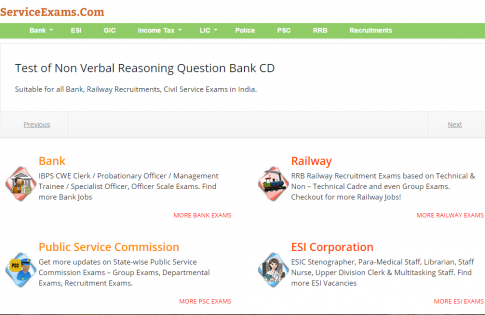 ServiceExams.Com
Bank ESI GIC Income Tax LIC Police PSC RRB Recruitments
Test of Non Verbal Reasoning Question Bank CD
Suitable for all Bank, Railway Recruitments, Civil Service Exams in India.
Previous Next
Bank
IBPS CWE Clerk / Probationary Officer / Management
Trainee / Specialist Officer, Officer Scale Exams. Find
more Bank Jobs
MORE BANK EXAMS
Railway
RRB Railway Recruitment Exams based on Technical &
Non – Technical Cadre and even Group Exams.
Checkout for more Railway Jobs!
MORE RAILWAY EXAMS
Public Service Commission
Get more updates on State-wise Public Service
Commission Exams – Group Exams, Departmental
Exams, Recruitment Exams.
MORE PSC EXAMS
ESI Corporation
ESIC Stenographer, Para-Medical Staff, Librarian, Staff
Nurse, Upper Division Clerk & Multitasking Staff. Find
more ESI Vacancies
MORE ESI EXAMS